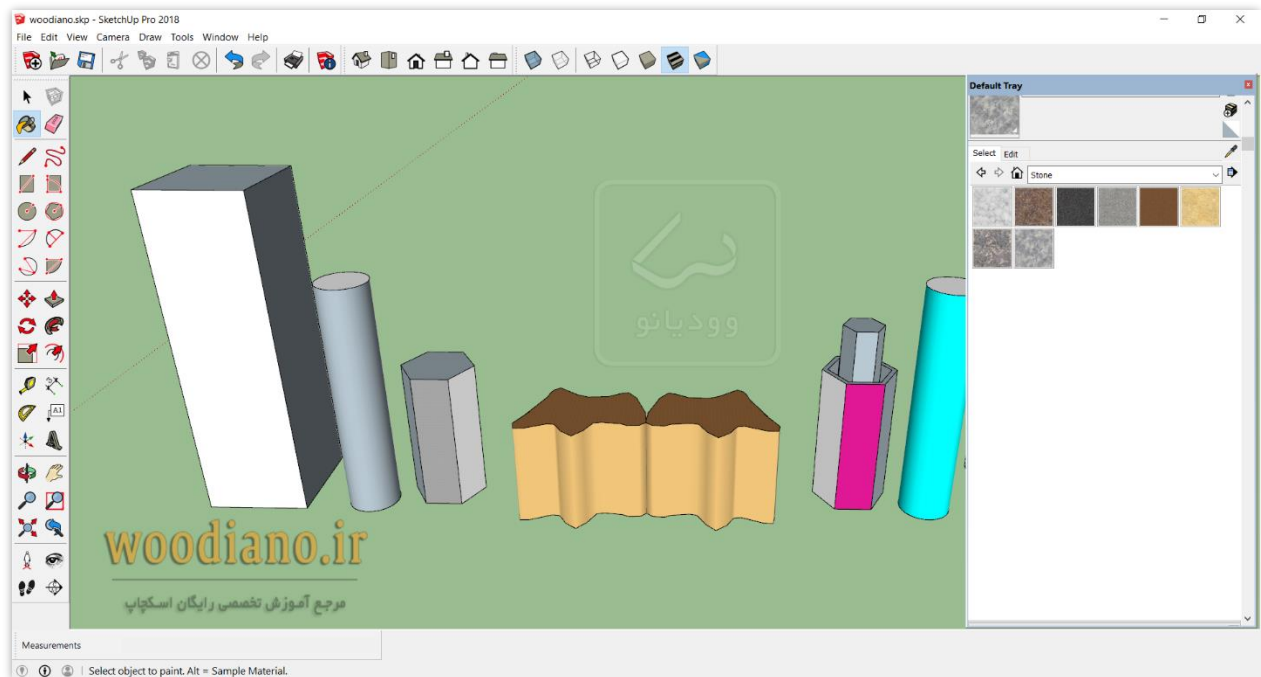 woodiano.skp - SketchUp Pro 2018
File Edit View Camera Draw Tools Window Help
Default Tray
Select Edit
Stone
A1
وودیانو
woodiano.ir
مرجع آموزش تخصصی رایگان اسکچاپ
Measurements
Select object to paint. Alt = Sample Material.